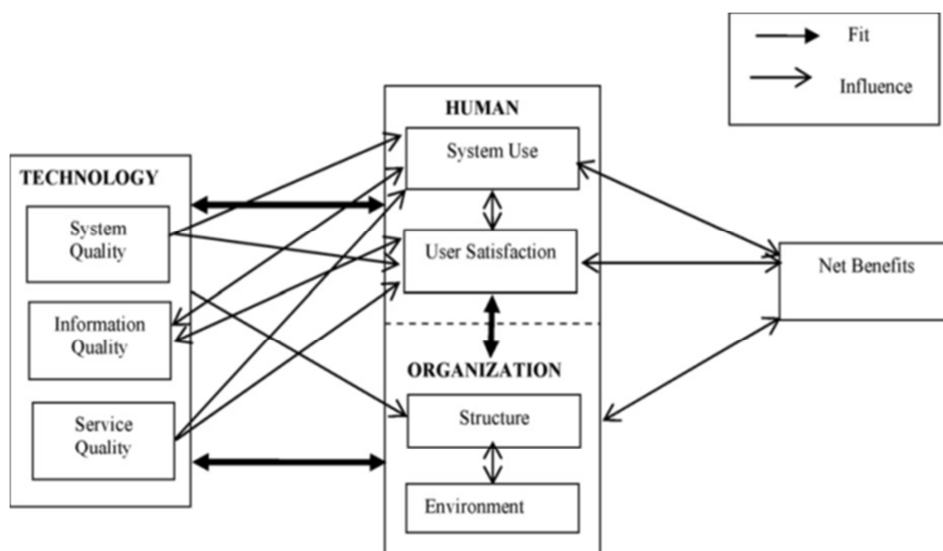 Fit
Influence
HUMAN
System Use
User Satisfaction
TECHNOLOGY
System
Quality
Information
Quality
Service
Quality
Net Benefits
ORGANIZATION
Structure
Environment